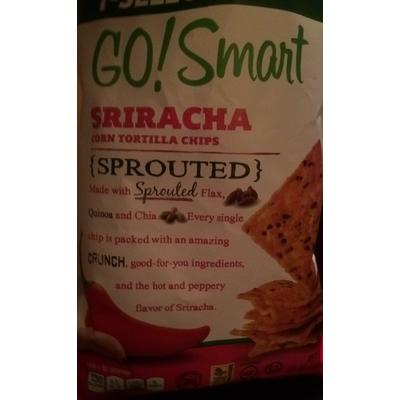 GO! Smart
SRIRACHA
CORN TORTILLA CHIPS
{SPROUTED}
Made with Sprouted Flax,
Quinoa and Chia. Every single
chip is packed with an amazing
CRUNCH, good-for-you ingredients,
and the hot and peppery
flavor of Sriracha.